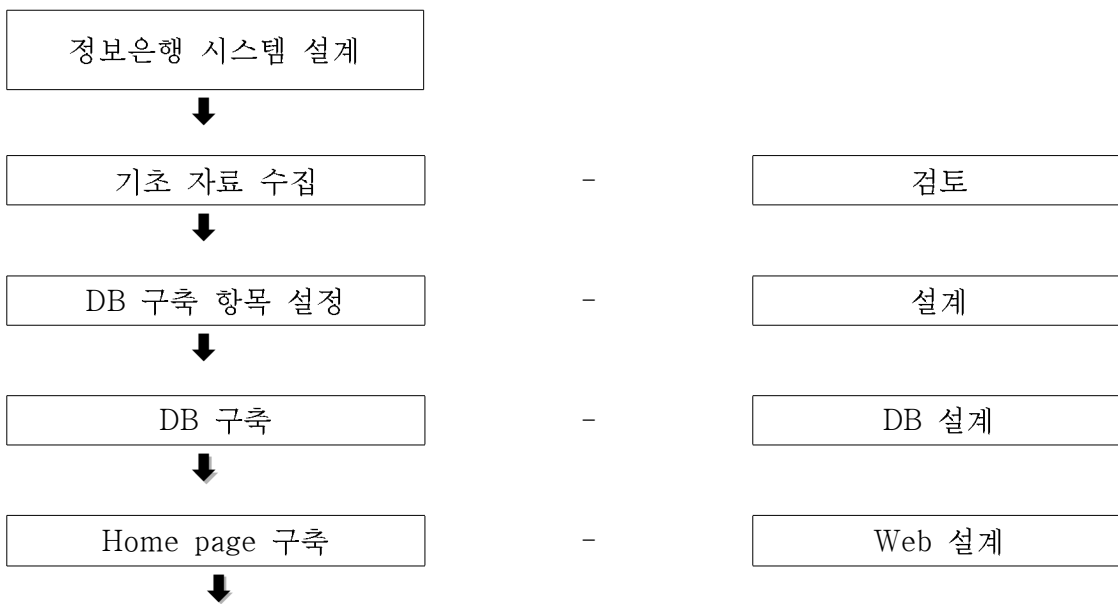 정보은행 시스템 설계
기초 자료 수집 - 검토
DB 구축 항목 설정 - 설계
DB 구축 - DB 설계
Home page 구축 - Web 설계